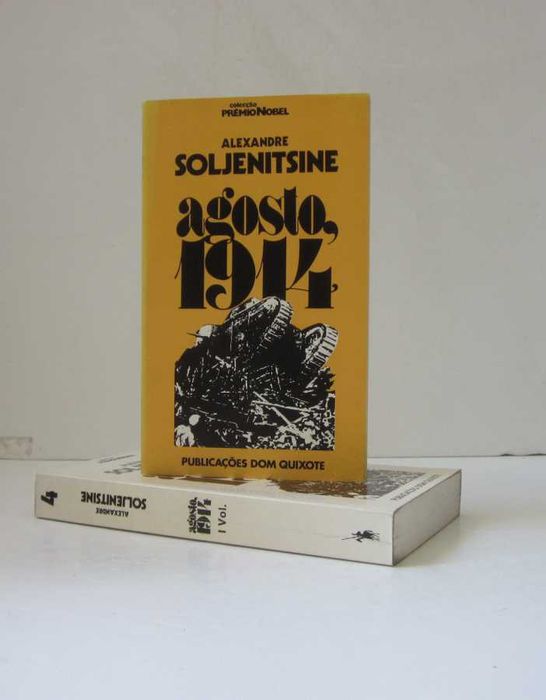 colecção
PRÉMIO NOBEL
ALEXANDRE
SOLJENITSINE
agosto,
1914
PUBLICAÇÕES DOM QUIXOTE
4
ALEXANDRE
SOLJENITSINE
agosto,
1914
I Vol.